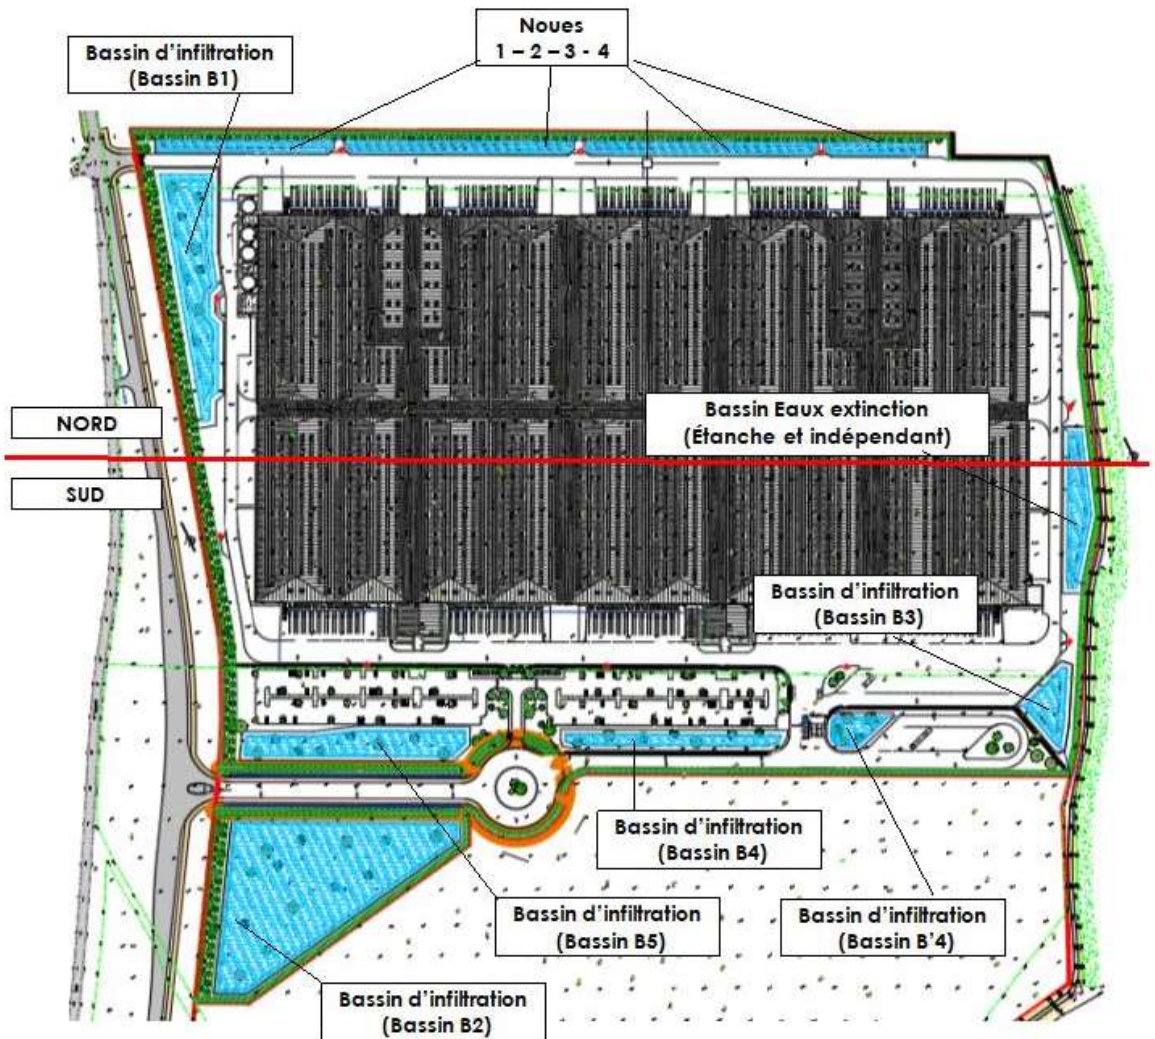 Noues
1 – 2 – 3 - 4
Bassin d'infiltration
(Bassin B1)
NORD
Bassin Eaux extinction
(Étanche et indépendant)
SUD
Bassin d'infiltration
(Bassin B3)
Bassin d'infiltration
(Bassin B4)
Bassin d'infiltration
(Bassin B5)
Bassin d'infiltration
(Bassin B'4)
Bassin d'infiltration
(Bassin B2)